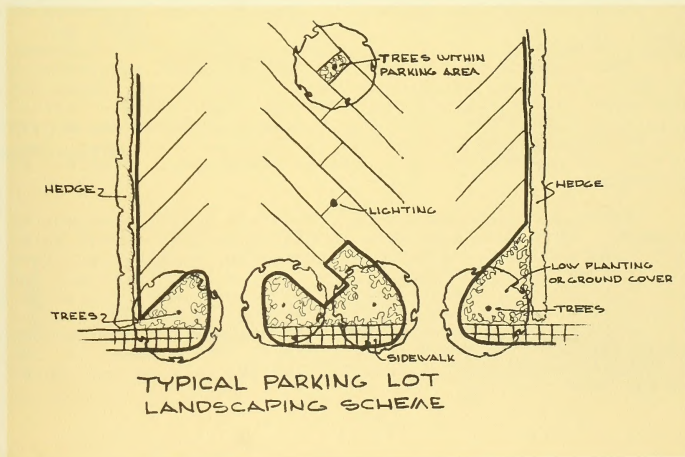 TREES WITHIN
PARKING AREA
HEDGE
HEDGE
LIGHTING
LOW PLANTING
OR GROUND COVER
TREES
TREES
SIDEWALK
TYPICAL PARKING LOT
LANDSCAPING SCHEME